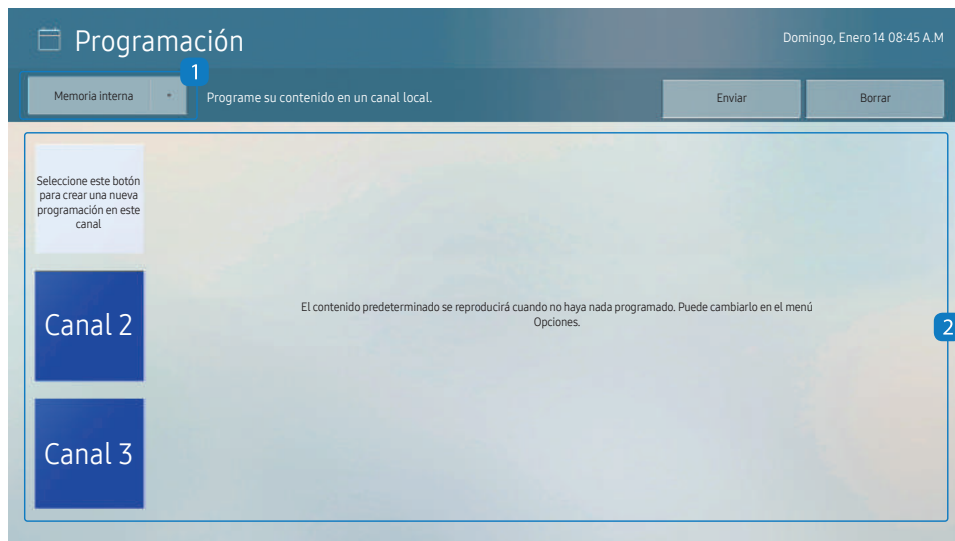 Programación
Domingo, Enero 14 08:45 A.M
1
Memoria interna
Programe su contenido en un canal local.
Enviar
Borrar
Seleccione este botón
para crear una nueva
programación en este
canal
El contenido predeterminado se reproducirá cuando no haya nada programado. Puede cambiarlo en el menú
Opciones.
2
Canal 2
Canal 3